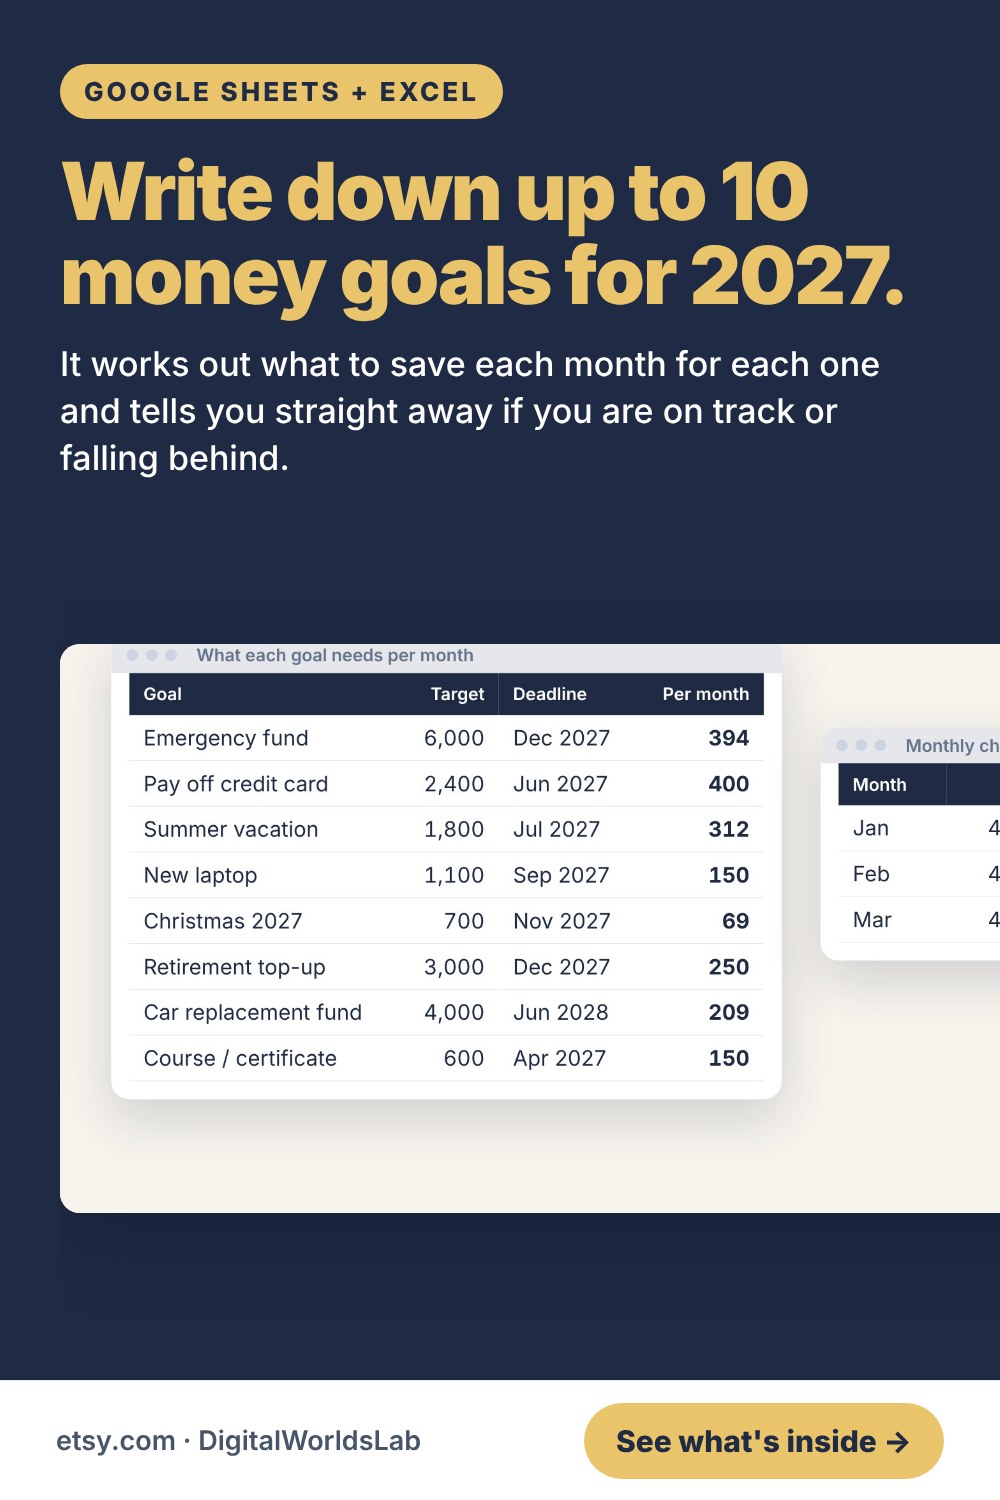 GOOGLE SHEETS + EXCEL
Write down up to 10
money goals for 2027.
It works out what to save each month for each one
and tells you straight away if you are on track or
falling behind.
What each goal needs per month
Goal Target Deadline Per month
Emergency fund 6,000 Dec 2027 394
Pay off credit card 2,400 Jun 2027 400
Summer vacation 1,800 Jul 2027 312
New laptop 1,100 Sep 2027 150
Christmas 2027 700 Nov 2027 69
Retirement top-up 3,000 Dec 2027 250
Car replacement fund 4,000 Jun 2028 209
Course / certificate 600 Apr 2027 150
Monthly
Month
Jan
Feb
Mar
etsy.com · DigitalWorldsLab
See what's inside →